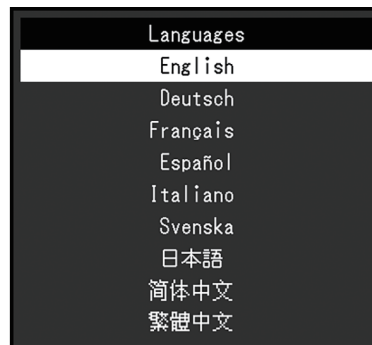 Languages
English
Deutsch
Français
Español
Italiano
Svenska
日本語
简体中文
繁體中文